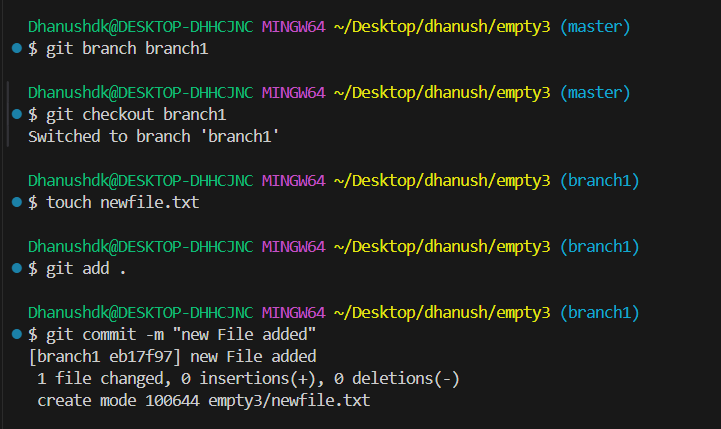 Dhanushdk@DESKTOP-DHHCJNC MINGW64 ~/Desktop/dhanush/empty3 (master)
$ git branch branch1
Dhanushdk@DESKTOP-DHHCJNC MINGW64 ~/Desktop/dhanush/empty3 (master)
$ git checkout branch1
Switched to branch 'branch1'
Dhanushdk@DESKTOP-DHHCJNC MINGW64 ~/Desktop/dhanush/empty3 (branch1)
$ touch newfile.txt
Dhanushdk@DESKTOP-DHHCJNC MINGW64 ~/Desktop/dhanush/empty3 (branch1)
$ git add .
Dhanushdk@DESKTOP-DHHCJNC MINGW64 ~/Desktop/dhanush/empty3 (branch1)
$ git commit -m "new File added"
[branch1 eb17f97] new File added
 1 file changed, 0 insertions(+), 0 deletions(-)
 create mode 100644 empty3/newfile.txt